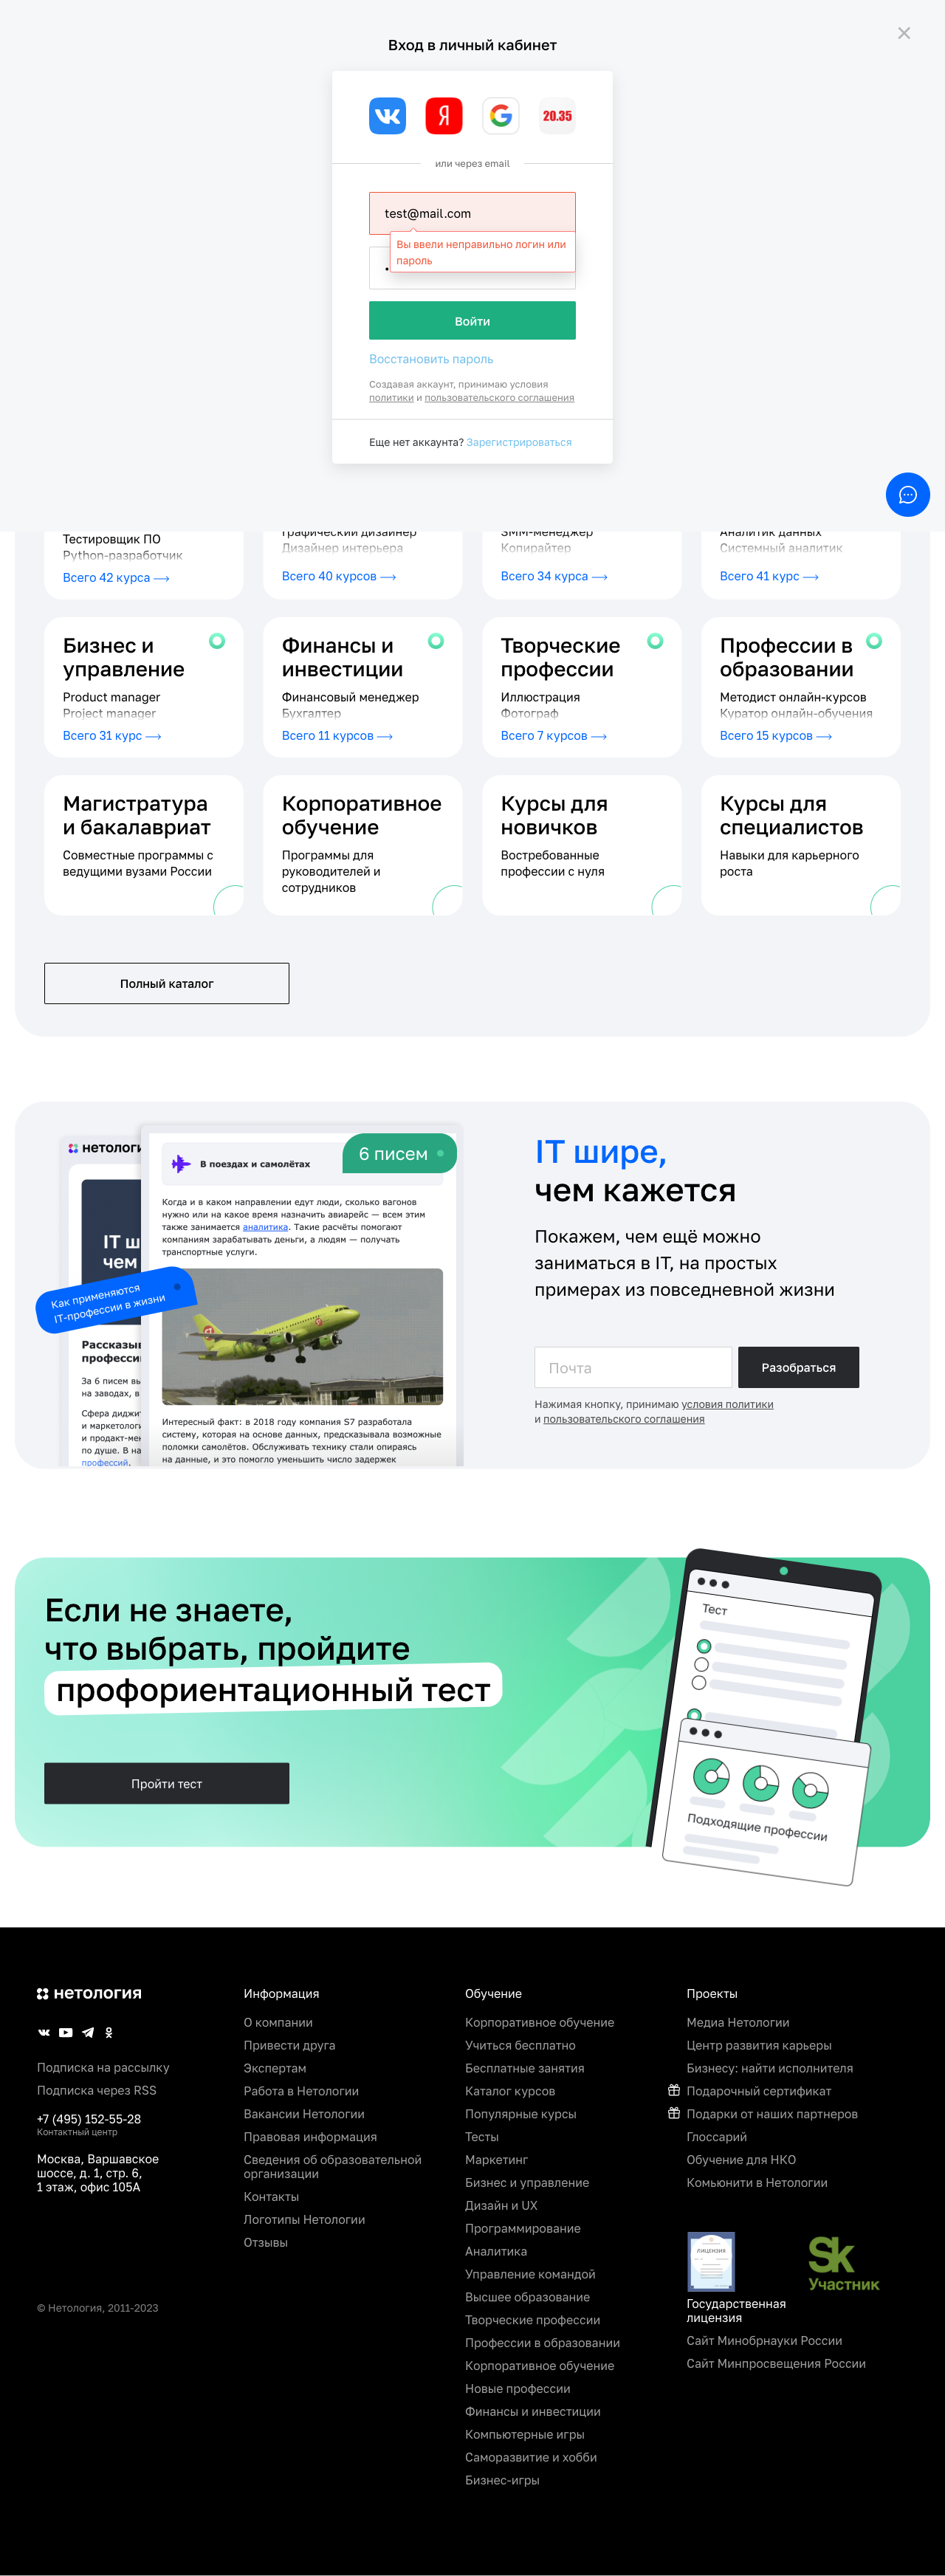 Вход в личный кабинет
20.35
или через email
test@mail.com
Вы ввели неправильно логин или
пароль
Войти
Восстановить пароль
Создавая аккаунт, принимаю условия
политики и пользовательского соглашения
Еще нет аккаунта? Зарегистрироваться
Тестировщик ПО
Python-разработчик
Всего 42 курса
Графический дизайнер
Дизайнер интерьера
Всего 40 курсов
SMM-менеджер
Копирайтер
Всего 34 курса
Аналитик данных
Системный аналитик
Всего 41 курс
Бизнес и
управление
Product manager
Project manager
Всего 31 курс
Финансы и
инвестиции
Финансовый менеджер
Бухгалтер
Всего 11 курсов
Творческие
профессии
Иллюстрация
Фотограф
Всего 7 курсов
Профессии в
образовании
Методист онлайн-курсов
Куратор онлайн-обучения
Всего 15 курсов
Магистратура
и бакалавриат
Совместные программы с
ведущими вузами России
Корпоративное
обучение
Программы для
руководителей и
сотрудников
Курсы для
новичков
Востребованные
профессии с нуля
Курсы для
специалистов
Навыки для карьерного
роста
Полный каталог
нетологи
IT ш
чем
Как применяются
IT-профессии в жизни
Рассказыв
профессии
За 6 писем вы
на заводах, в
Сфера диджит
и маркетологи
и продакт-мен
по душе. В на
профессий.
6 писем
В поездах и самолётах
Когда и в каком направлении едут люди, сколько вагонов
нужно или на какое время назначить авиарейс — всем этим
также занимается аналитика. Такие расчёты помогают
компаниям зарабатывать деньги, а людям — получать
транспортные услуги.
Интересный факт: в 2018 году компания S7 разработала
систему, которая на основе данных, предсказывала возможные
поломки самолётов. Обслуживать технику стали опираясь
на данные, и это помогло уменьшить число задержек
IT шире,
чем кажется
Покажем, чем ещё можно
заниматься в IT, на простых
примерах из повседневной жизни
Почта
Разобраться
Нажимая кнопку, принимаю условия политики
и пользовательского соглашения
Если не знаете,
что выбрать, пройдите
профориентационный тест
Пройти тест
Тест
Подходящие профессии
нетология
Подписка на рассылку
Подписка через RSS
+7 (495) 152-55-28
Контактный центр
Москва, Варшавское
шоссе, д. 1, стр. 6,
1 этаж, офис 105А
© Нетология, 2011-2023
Информация
О компании
Привести друга
Экспертам
Работа в Нетологии
Вакансии Нетологии
Правовая информация
Сведения об образовательной
организации
Контакты
Логотипы Нетологии
Отзывы
Обучение
Корпоративное обучение
Учиться бесплатно
Бесплатные занятия
Каталог курсов
Популярные курсы
Тесты
Маркетинг
Бизнес и управление
Дизайн и UX
Программирование
Аналитика
Управление командой
Высшее образование
Творческие профессии
Профессии в образовании
Корпоративное обучение
Новые профессии
Финансы и инвестиции
Компьютерные игры
Саморазвитие и хобби
Бизнес-игры
Проекты
Медиа Нетологии
Центр развития карьеры
Бизнесу: найти исполнителя
Подарочный сертификат
Подарки от наших партнеров
Глоссарий
Обучение для НКО
Комьюнити в Нетологии
ЛИЦЕНЗИЯ
Sk
Участник
Государственная
лицензия
Сайт Минобрнауки России
Сайт Минпросвещения России